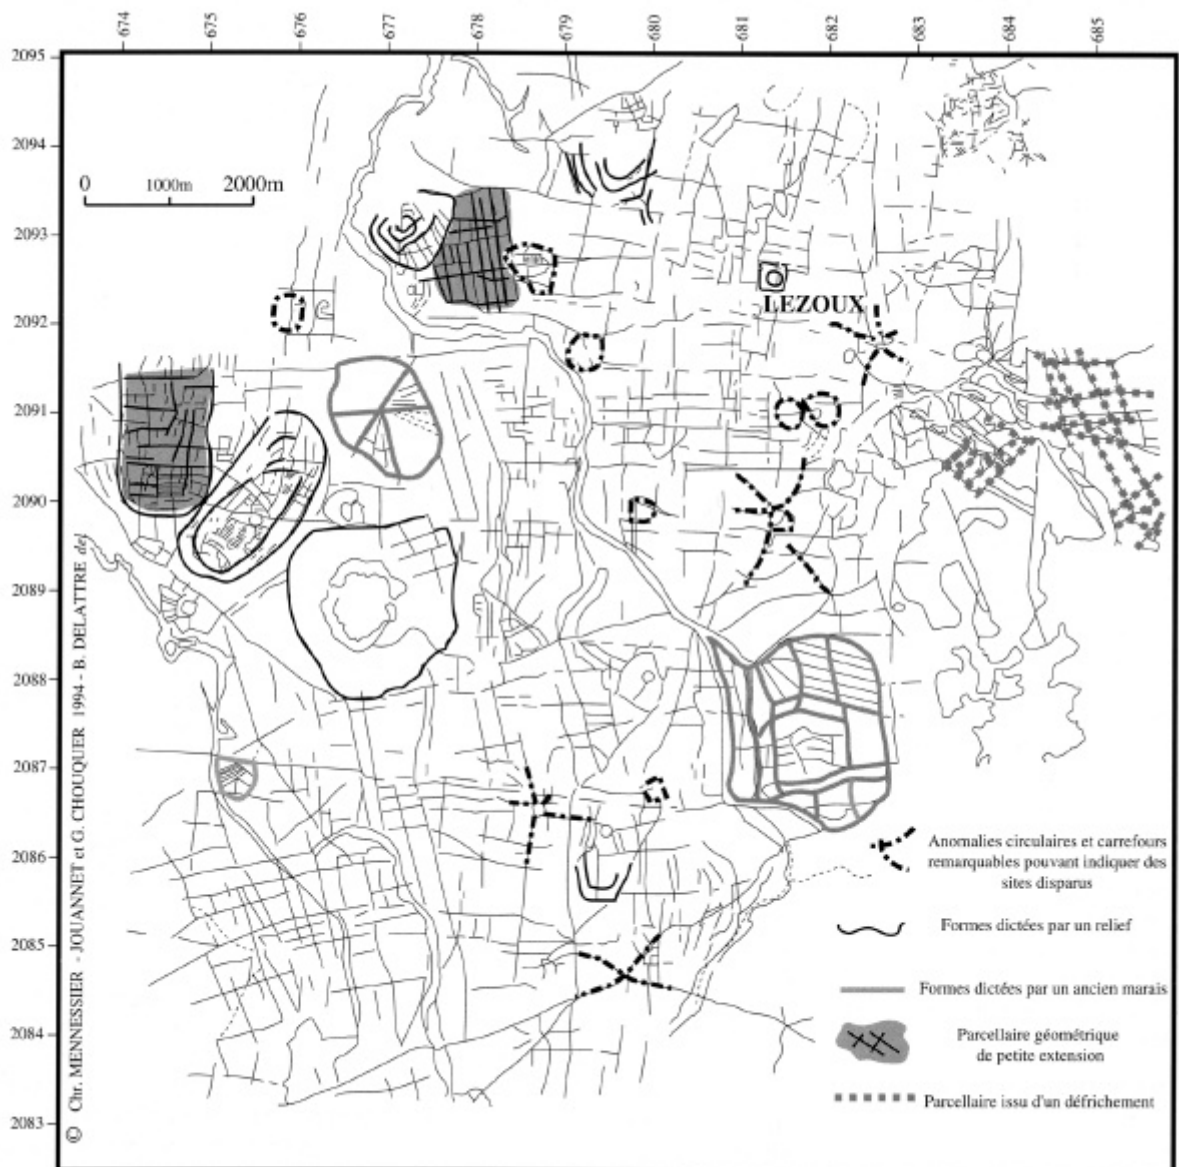 674 675 676 677 678 679 680 681 682 683 684 685
2095
2094
2093
2092
2091
2090
2089
2088
2087
2086
2085
2084
2083
0 1000m 2000m
LEZOUX
Anomalies circulaires et carrefours
remarquables pouvant indiquer des
sites disparus
Formes dictées par un relief
Formes dictées par un ancien marais
Parcellaire géométrique
de petite extension
Parcellaire issu d'un défrichement
© Chr. MENNESSIER - JOUANNET et G. CHOUQUER 1994 - B. DELATTRE del